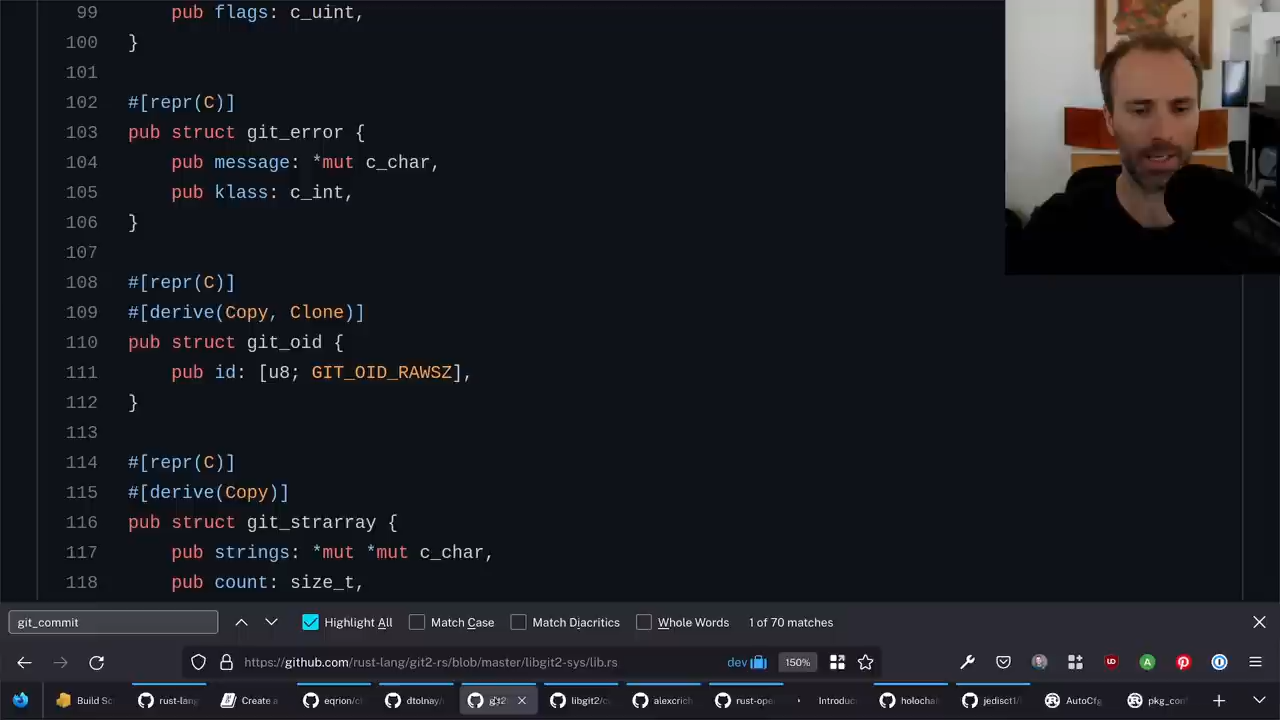 99 pub flags: c_uint,
100 }
101
102 #[repr(C)]
103 pub struct git_error {
104 pub message: *mut c_char,
105 pub klass: c_int,
106 }
107
108 #[repr(C)]
109 #[derive(Copy, Clone)]
110 pub struct git_oid {
111 pub id: [u8; GIT_OID_RAWSZ],
112 }
113
114 #[repr(C)]
115 #[derive(Copy)]
116 pub struct git_strarray {
117 pub strings: *mut *mut c_char,
118 pub count: size_t,
git_commit Highlight All Match Case Match Diacritics Whole Words 1 of 70 matches
https://github.com/rust-lang/git2-rs/blob/master/libgit2-sys/lib.rs dev 150%
Build Sc rust-lang Create a eqrion/c dtolnay/ git2 libgit2/c alexcrich rust-ope Introduc holochai jedisct1/ AutoCfg pkg_con